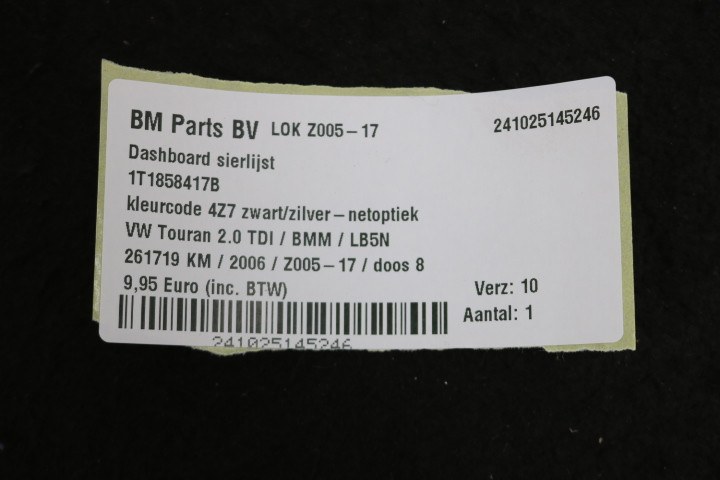 BM Parts BV LOK Z005-17 241025145246
Dashboard sierlijst
1T1858417B
kleurcode 4Z7 zwart/zilver-netoptiek
VW Touran 2.0 TDI / BMM / LB5N
261719 KM / 2006 / Z005-17 / doos 8
9,95 Euro (inc. BTW) Verz: 10
Aantal: 1
241025145246